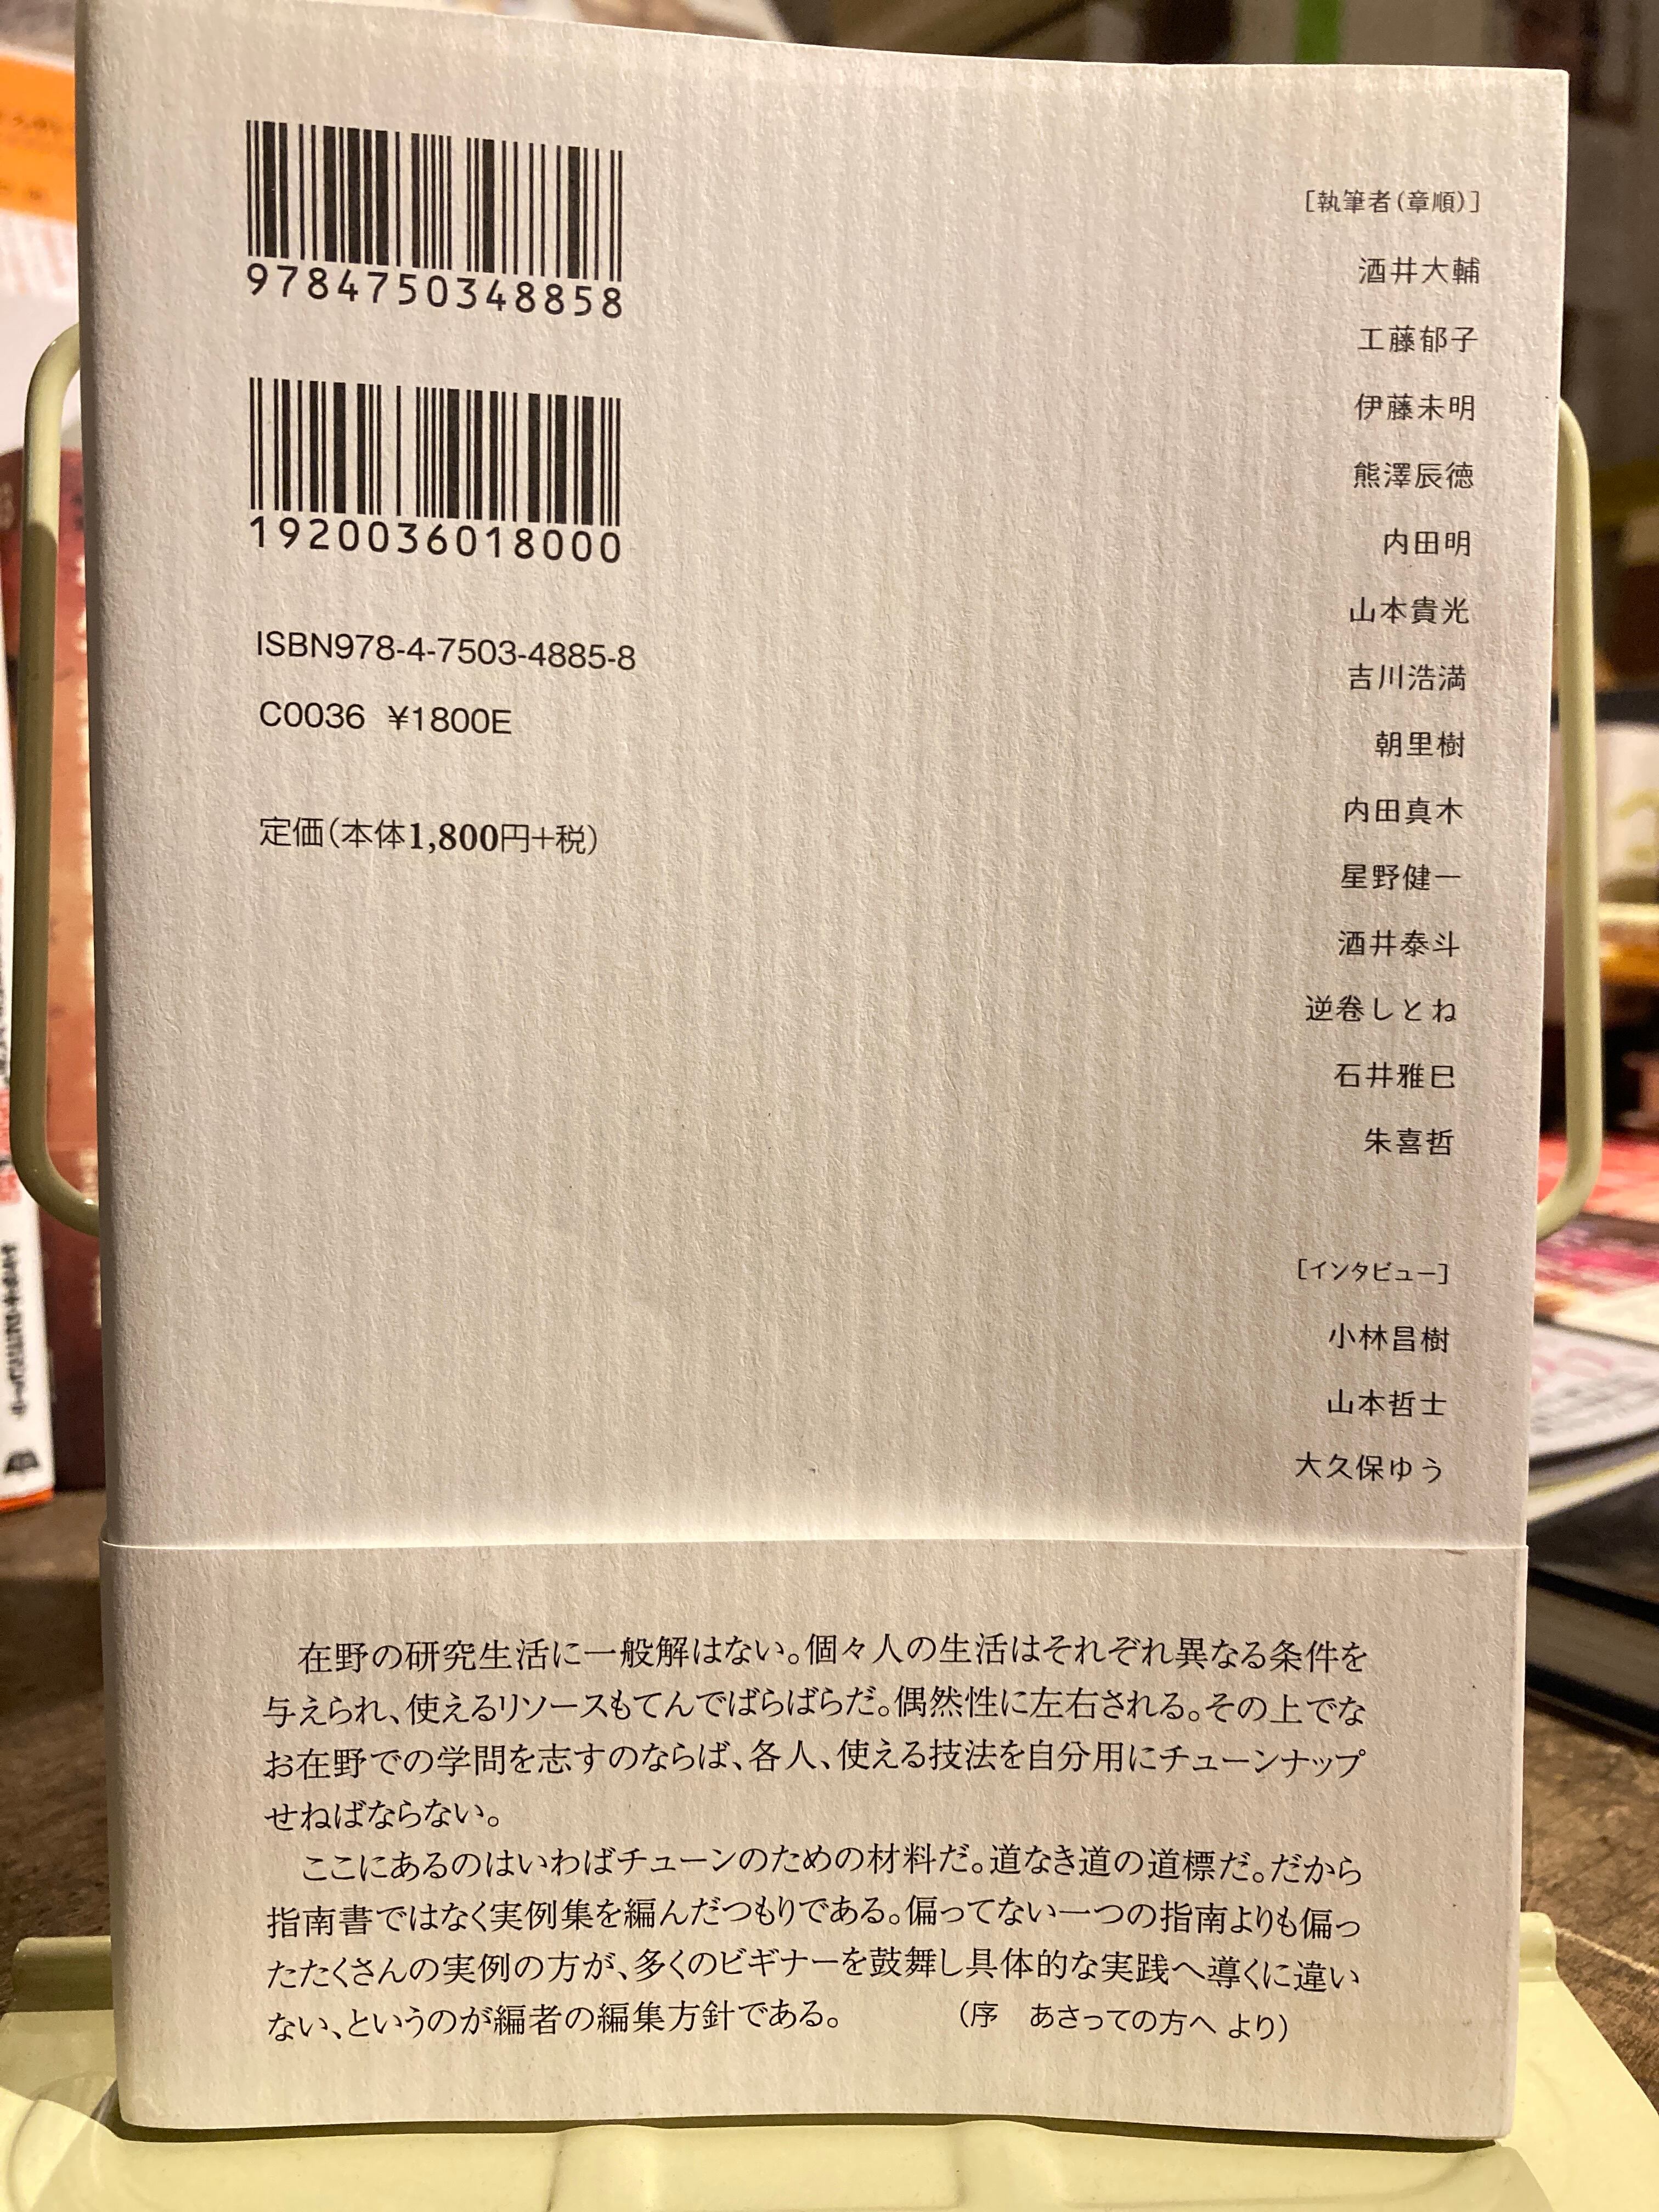 9784750348858
1920036018000
ISBN978-4-7503-4885-8
C0036 ¥1800E
定価(本体1,800円+税)
[執筆者(章順)]
酒井大輔
工藤郁子
伊藤未明
熊澤辰徳
内田明
山本貴光
吉川浩満
朝里樹
内田真木
星野健一
酒井泰斗
逆卷しとね
石井雅巳
朱喜哲
[インタビュー]
小林昌樹
山本哲士
大久保ゆう
在野の研究生活に一般解はない。個々人の生活はそれぞれ異なる条件を
与えられ、使えるリソースもてんでばらばらだ。偶然性に左右される。その上でな
お在野での学問を志すのならば、各人、使える技法を自分用にチューンナップ
せねばならない。
ここにあるのはいわばチューンのための材料だ。道なき道の道標だ。だから
指南書ではなく実例集を編んだつもりである。偏ってない一つの指南よりも偏っ
たたくさんの実例の方が、多くのビギナーを鼓舞し具体的な実践へ導くに違い
ない、というのが編者の編集方針である。 (序 あさっての方へ より)